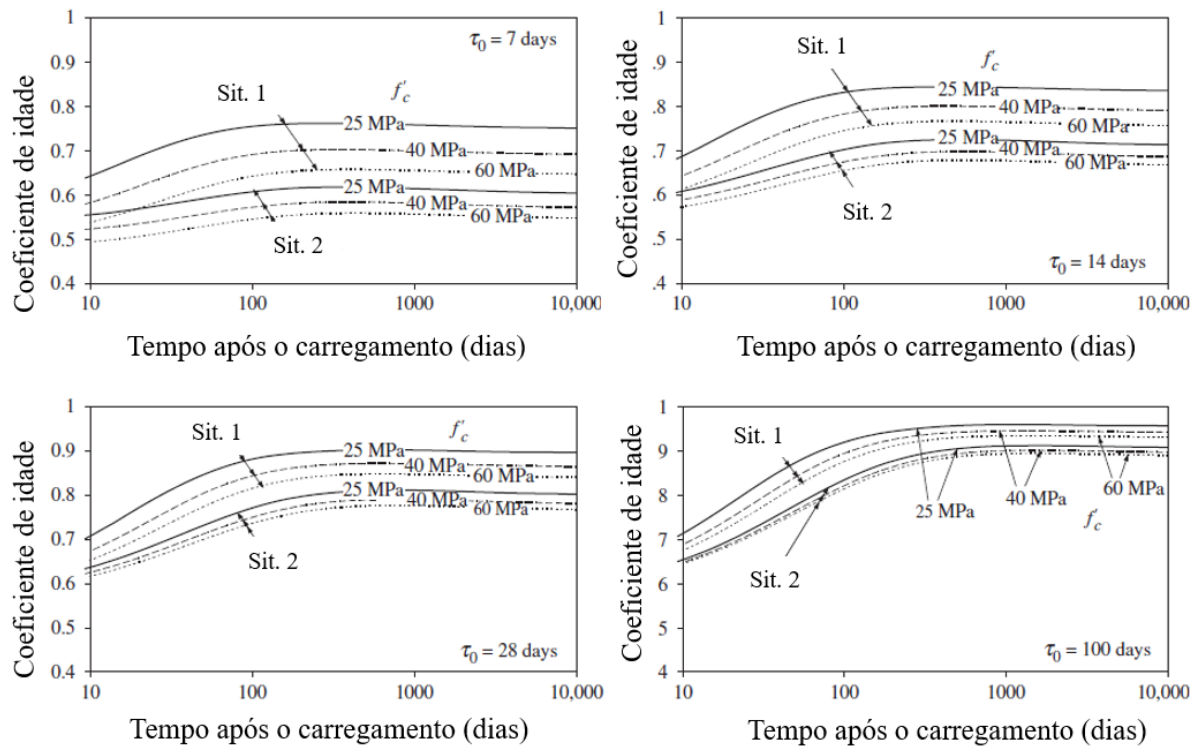 Coeficiente de idade
1
0.9
0.8
0.7
0.6
0.5
0.4
τ0 = 7 days
Sit. 1
f′c
25 MPa
40 MPa
60 MPa
25 MPa
40 MPa
60 MPa
Sit. 2
10
100
1000
10,000
Tempo após o carregamento (dias)
Coeficiente de idade
1
.9
.8
.7
.6
.5
.4
Sit. 1
f′c
25 MPa
40 MPa
60 MPa
25 MPa
40 MPa
60 MPa
Sit. 2
τ0 = 14 days
10
100
1000
10,000
Tempo após o carregamento (dias)
Coeficiente de idade
1
0.9
0.8
0.7
0.6
0.5
0.4
Sit. 1
f′c
25 MPa
40 MPa
60 MPa
25 MPa
40 MPa
60 MPa
Sit. 2
τ0 = 28 days
10
100
1000
10,000
Tempo após o carregamento (dias)
Coeficiente de idade
1
9
8
7
6
5
4
Sit. 1
60 MPa
25 MPa
40 MPa
f′c
Sit. 2
τ0 = 100 days
10
100
1000
10,000
Tempo após o carregamento (dias)